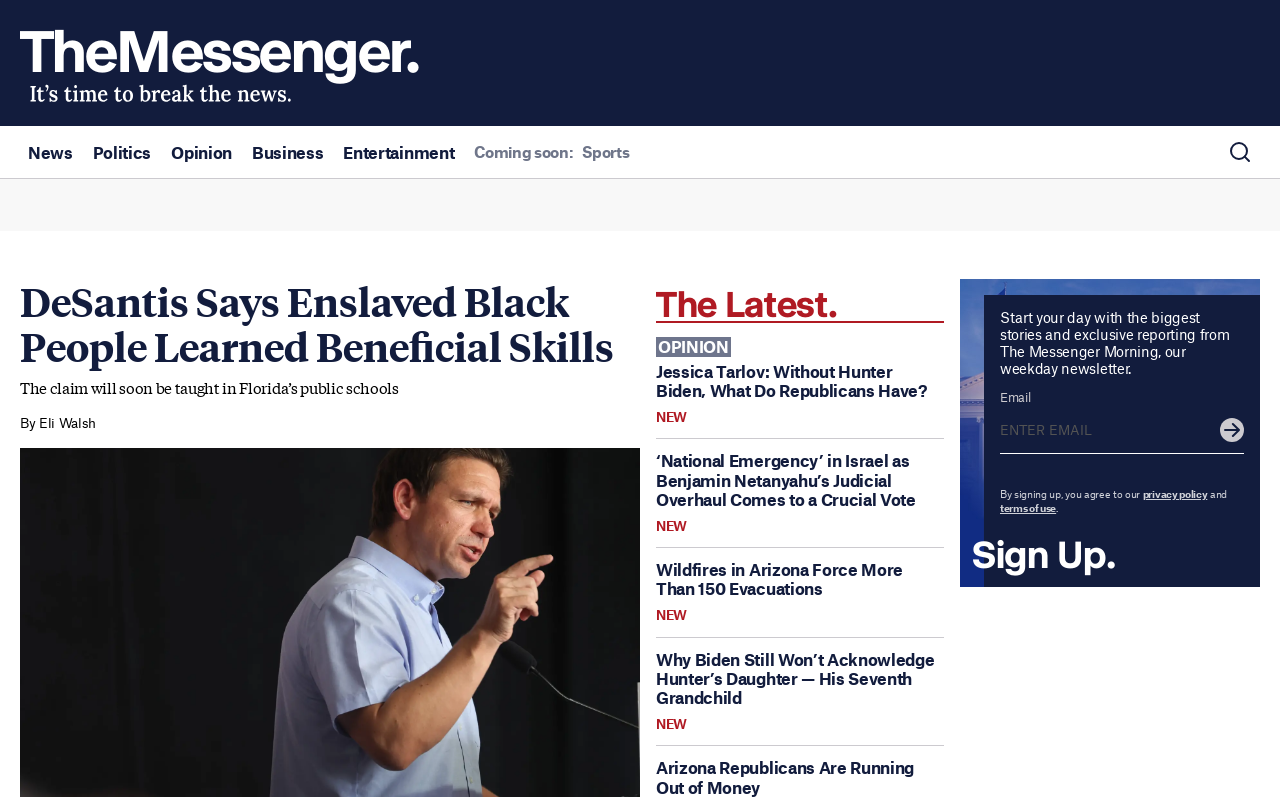 TheMessenger.
It's time to break the news.
News Politics Opinion Business Entertainment Coming soon: Sports
DeSantis Says Enslaved Black
People Learned Beneficial Skills
The claim will soon be taught in Florida's public schools
By Eli Walsh
The Latest.
OPINION
Jessica Tarlov: Without Hunter
Biden, What Do Republicans Have?
NEW
‘National Emergency’ in Israel as
Benjamin Netanyahu’s Judicial
Overhaul Comes to a Crucial Vote
NEW
Wildfires in Arizona Force More
Than 150 Evacuations
NEW
Why Biden Still Won’t Acknowledge
Hunter’s Daughter — His Seventh
Grandchild
NEW
Arizona Republicans Are Running
Out of Money
Start your day with the biggest
stories and exclusive reporting from
The Messenger Morning, our
weekday newsletter.
Email
ENTER EMAIL
By signing up, you agree to our privacy policy and
terms of use.
Sign Up.